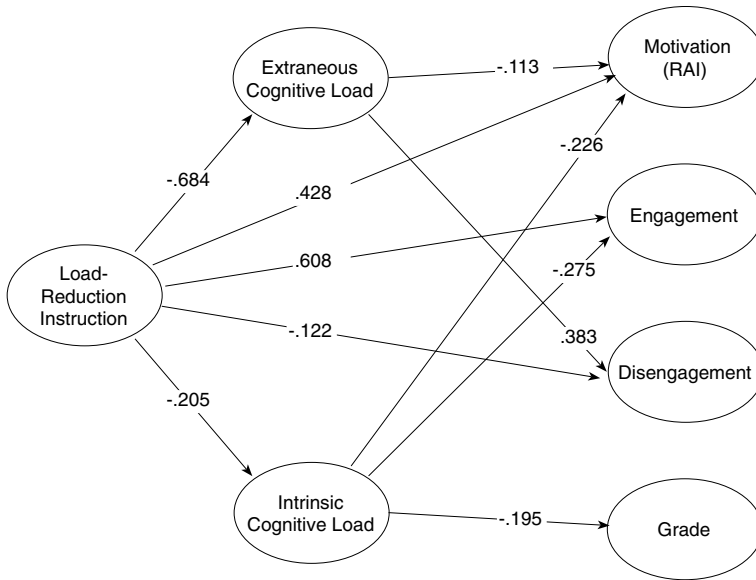 Motivation
(RAI)
Extraneous
Cognitive Load
-.113
-.226
-.684
.428
Engagement
.608
-.275
Load-
Reduction
Instruction
-.122
.383
Disengagement
-.205
Intrinsic
Cognitive Load
-.195
Grade